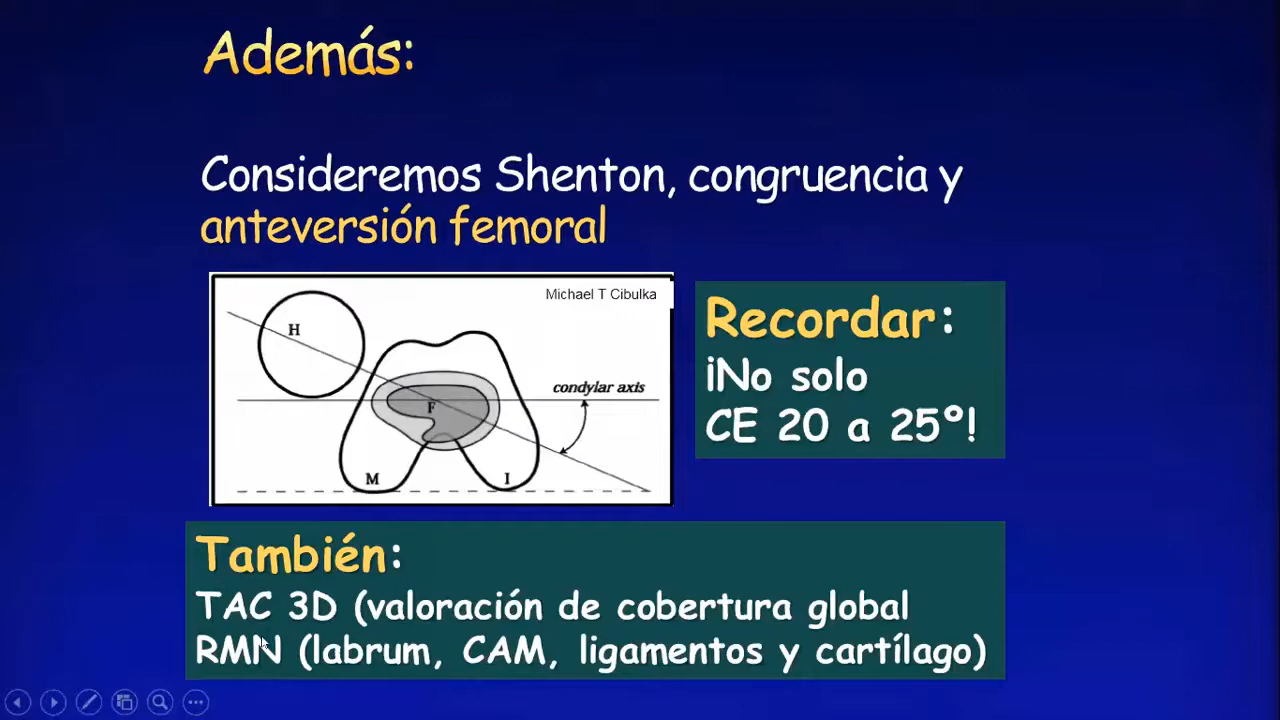 Además:
Consideremos Shenton, congruencia y
anteversión femoral
Michael T Cibulka
H
condylar axis
F
M
I
Recordar:
¡No solo
CE 20 a 25º!
También:
TAC 3D (valoración de cobertura global
RMN (labrum, CAM, ligamentos y cartílago)